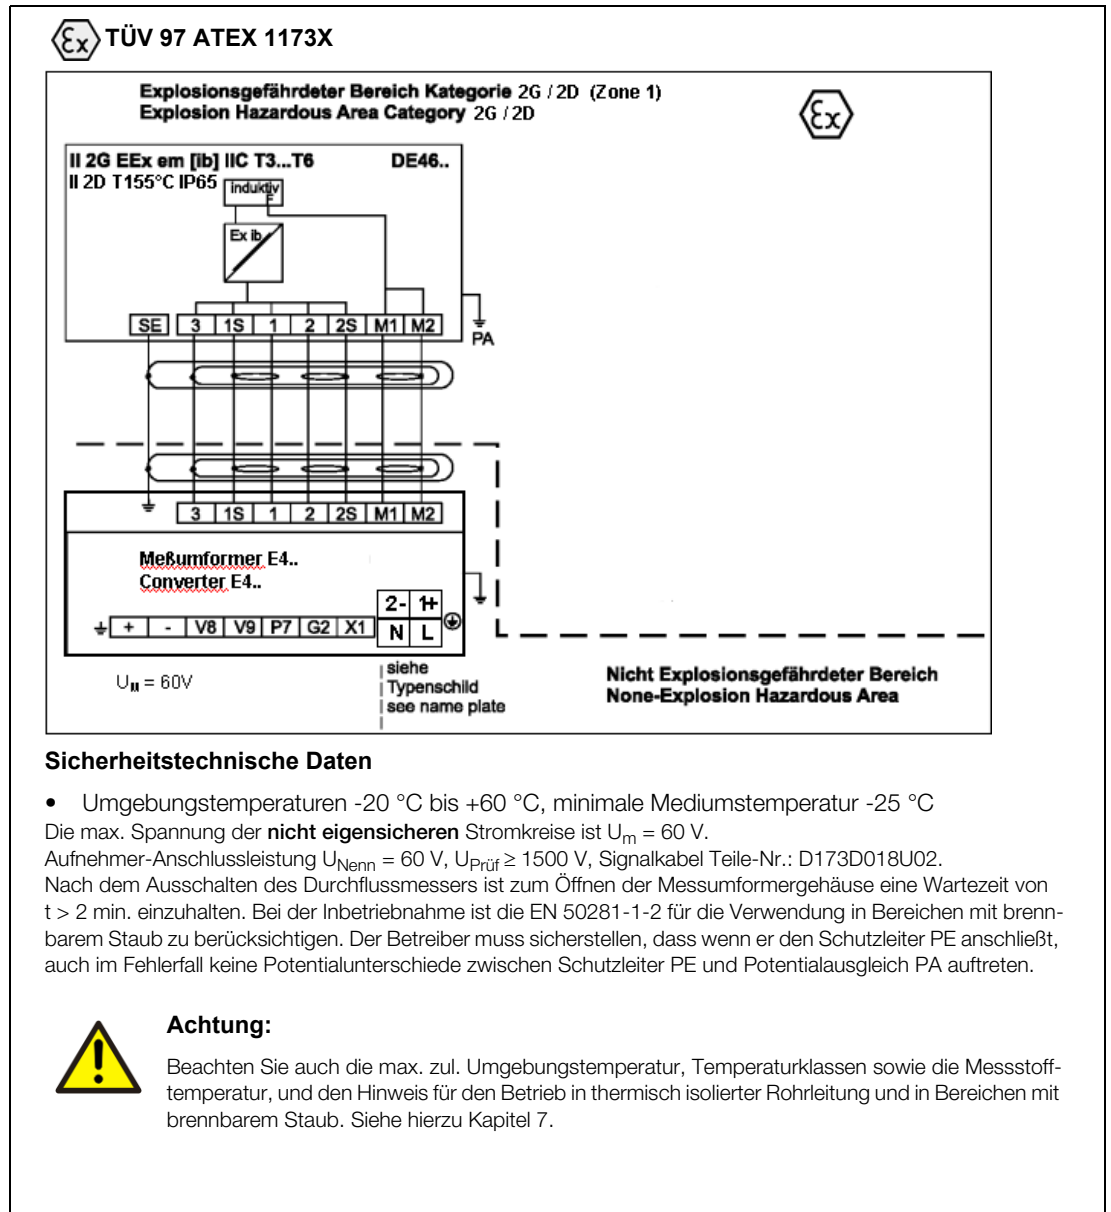 Ex TÜV 97 ATEX 1173X
Explosionsgefährdeter Bereich Kategorie 2G / 2D (Zone 1)
Explosion Hazardous Area Category 2G / 2D
Ex
II 2G EEx em [ib] IIC T3...T6 DE46..
II 2D T155°C IP65
induktiv
F
Ex ib
SE 3 1S 1 2 2S M1 M2
PA
3 1S 1 2 2S M1 M2
Meßumformer E4..
Converter E4..
2- 1+
+ - V8 V9 P7 G2 X1 N L
UM = 60V
siehe
Typenschild
see name plate
Nicht Explosionsgefährdeter Bereich
None-Explosion Hazardous Area
Sicherheitstechnische Daten
• Umgebungstemperaturen -20 °C bis +60 °C, minimale Mediumstemperatur -25 °C
Die max. Spannung der nicht eigensicheren Stromkreise ist Um = 60 V.
Aufnehmer-Anschlussleistung UNenn = 60 V, UPrüf ≥ 1500 V, Signalkabel Teile-Nr.: D173D018U02.
Nach dem Ausschalten des Durchflussmessers ist zum Öffnen der Messumformergehäuse eine Wartezeit von
t > 2 min. einzuhalten. Bei der Inbetriebnahme ist die EN 50281-1-2 für die Verwendung in Bereichen mit brenn-
barem Staub zu berücksichtigen. Der Betreiber muss sicherstellen, dass wenn er den Schutzleiter PE anschließt,
auch im Fehlerfall keine Potentialunterschiede zwischen Schutzleiter PE und Potentialausgleich PA auftreten.
Achtung:
Beachten Sie auch die max. zul. Umgebungstemperatur, Temperaturklassen sowie die Messstoff-
temperatur, und den Hinweis für den Betrieb in thermisch isolierter Rohrleitung und in Bereichen mit
brennbarem Staub. Siehe hierzu Kapitel 7.